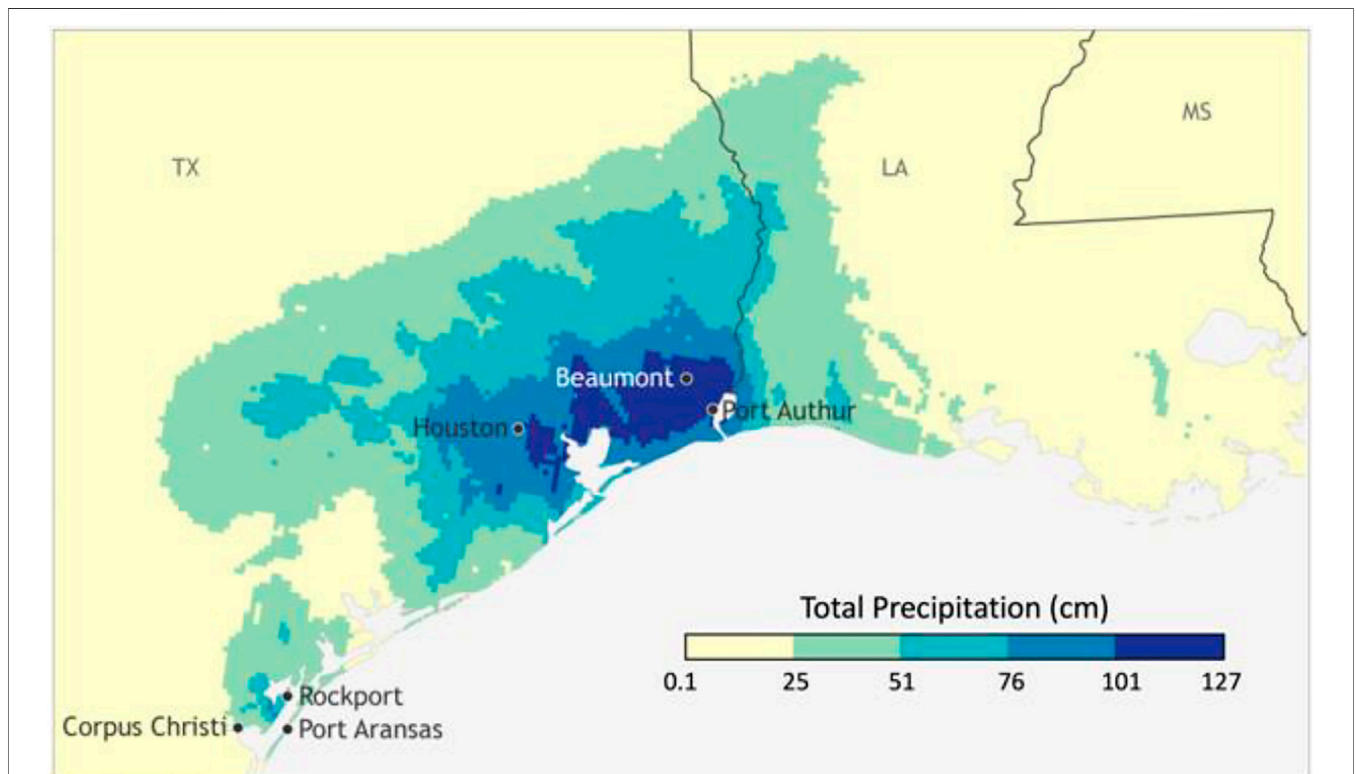 MS
TX
LA
Beaumont
Port Authur
Houston
Total Precipitation (cm)
0.1 25 51 76 101 127
Rockport
Corpus Christi
Port Aransas